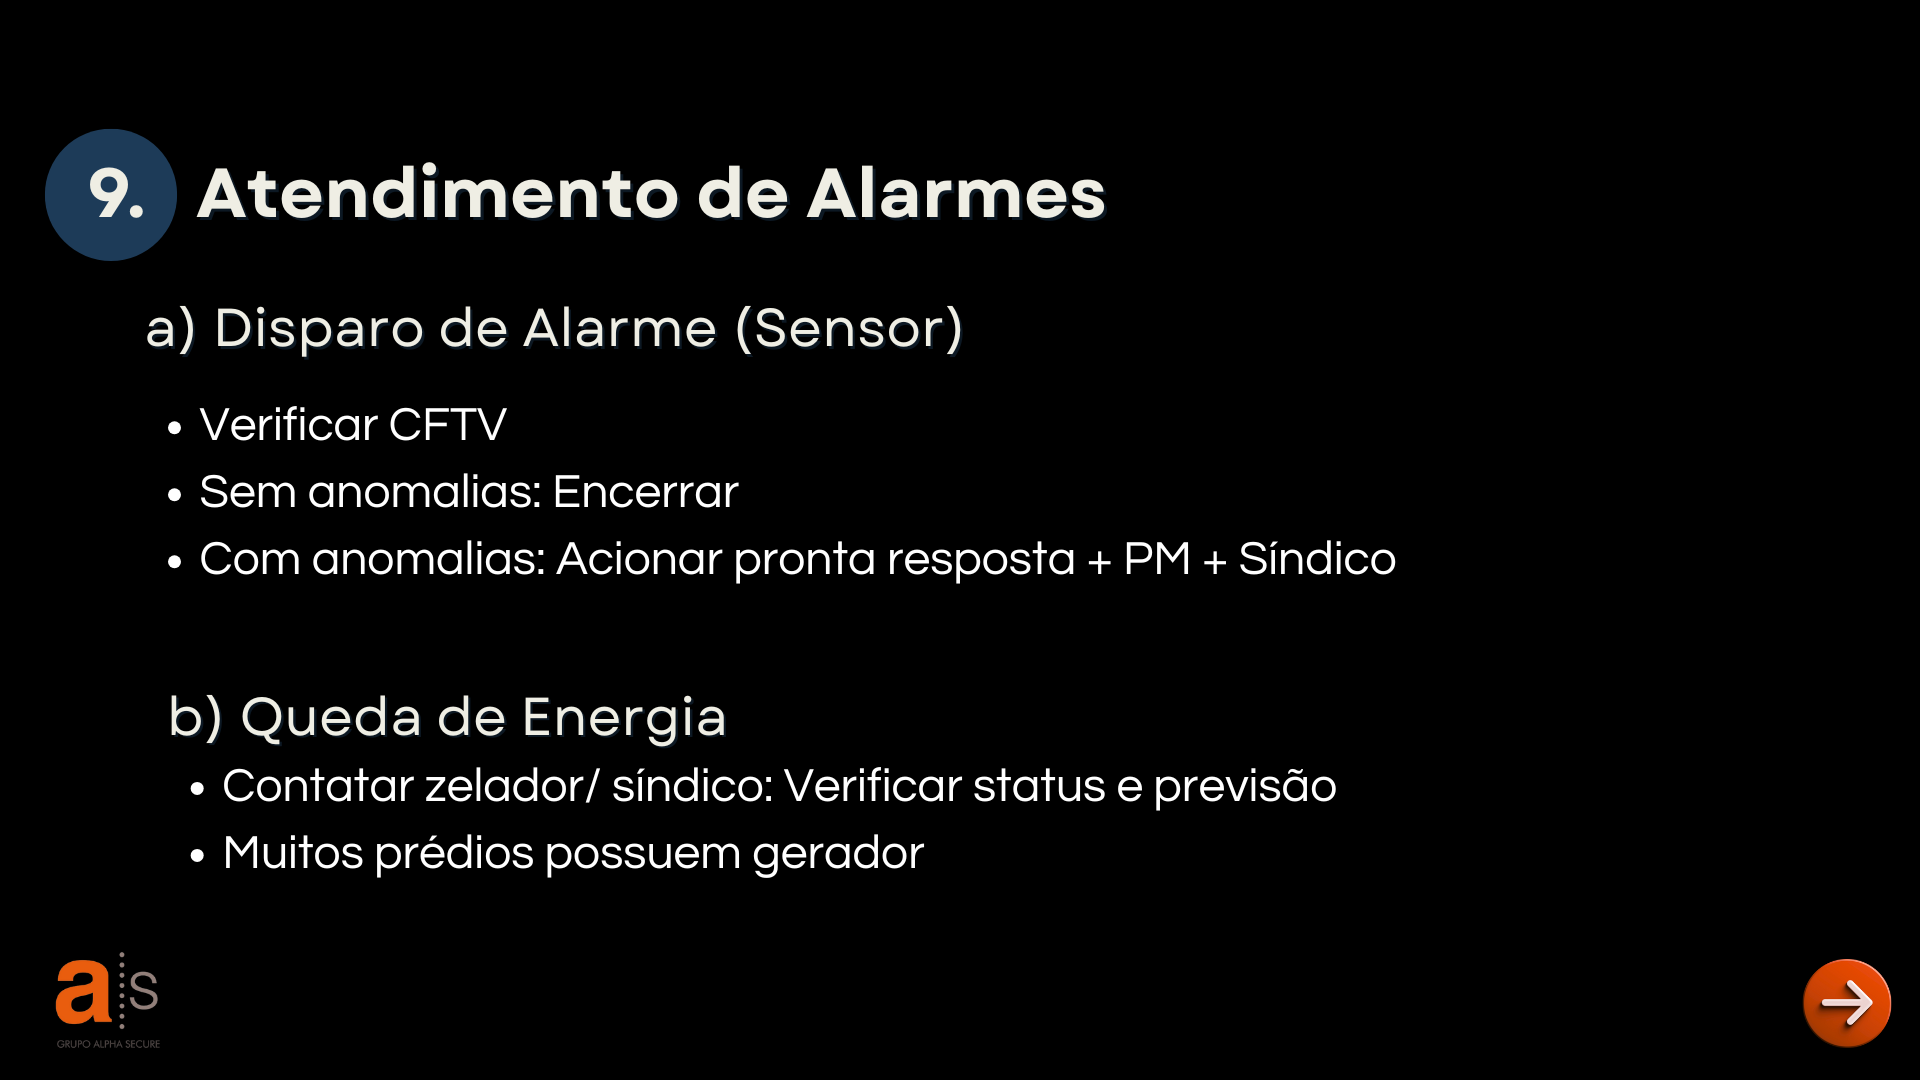 9. Atendimento de Alarmes
a) Disparo de Alarme (Sensor)
• Verificar CFTV
• Sem anomalias: Encerrar
• Com anomalias: Acionar pronta resposta + PM + Síndico
b) Queda de Energia
• Contatar zelador/ síndico: Verificar status e previsão
• Muitos prédios possuem gerador
a s
GRUPO ALPHA SECURE